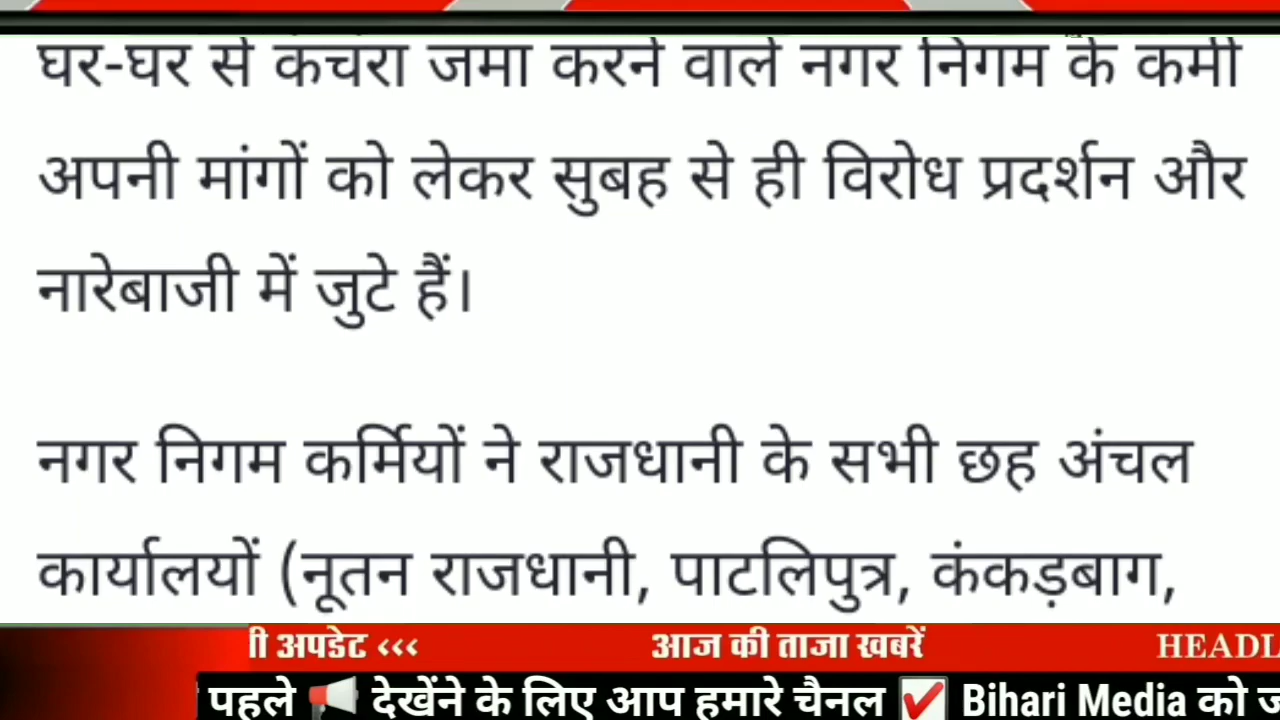 घर-घर से कचरा जमा करने वाले नगर निगम के कर्मी
अपनी मांगों को लेकर सुबह से ही विरोध प्रदर्शन और
नारेबाजी में जुटे हैं।
नगर निगम कर्मियों ने राजधानी के सभी छह अंचल
कार्यालयों (नूतन राजधानी, पाटलिपुत्र, कंकड़बाग,
अपडेट <<< आज की ताजा खबरें HEADL
पहले देखेंने के लिए आप हमारे चैनल Bihari Media को